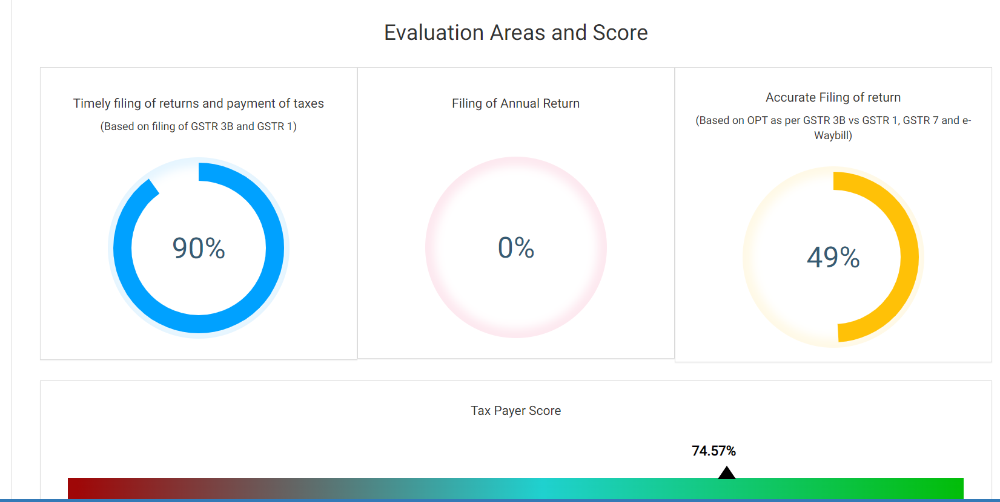 Evaluation Areas and Score
Timely filing of returns and payment of taxes
(Based on filing of GSTR 3B and GSTR 1)
90%
Filing of Annual Return
0%
Accurate Filing of return
(Based on OPT as per GSTR 3B vs GSTR 1, GSTR 7 and e-
Waybill)
49%
Tax Payer Score
74.57%